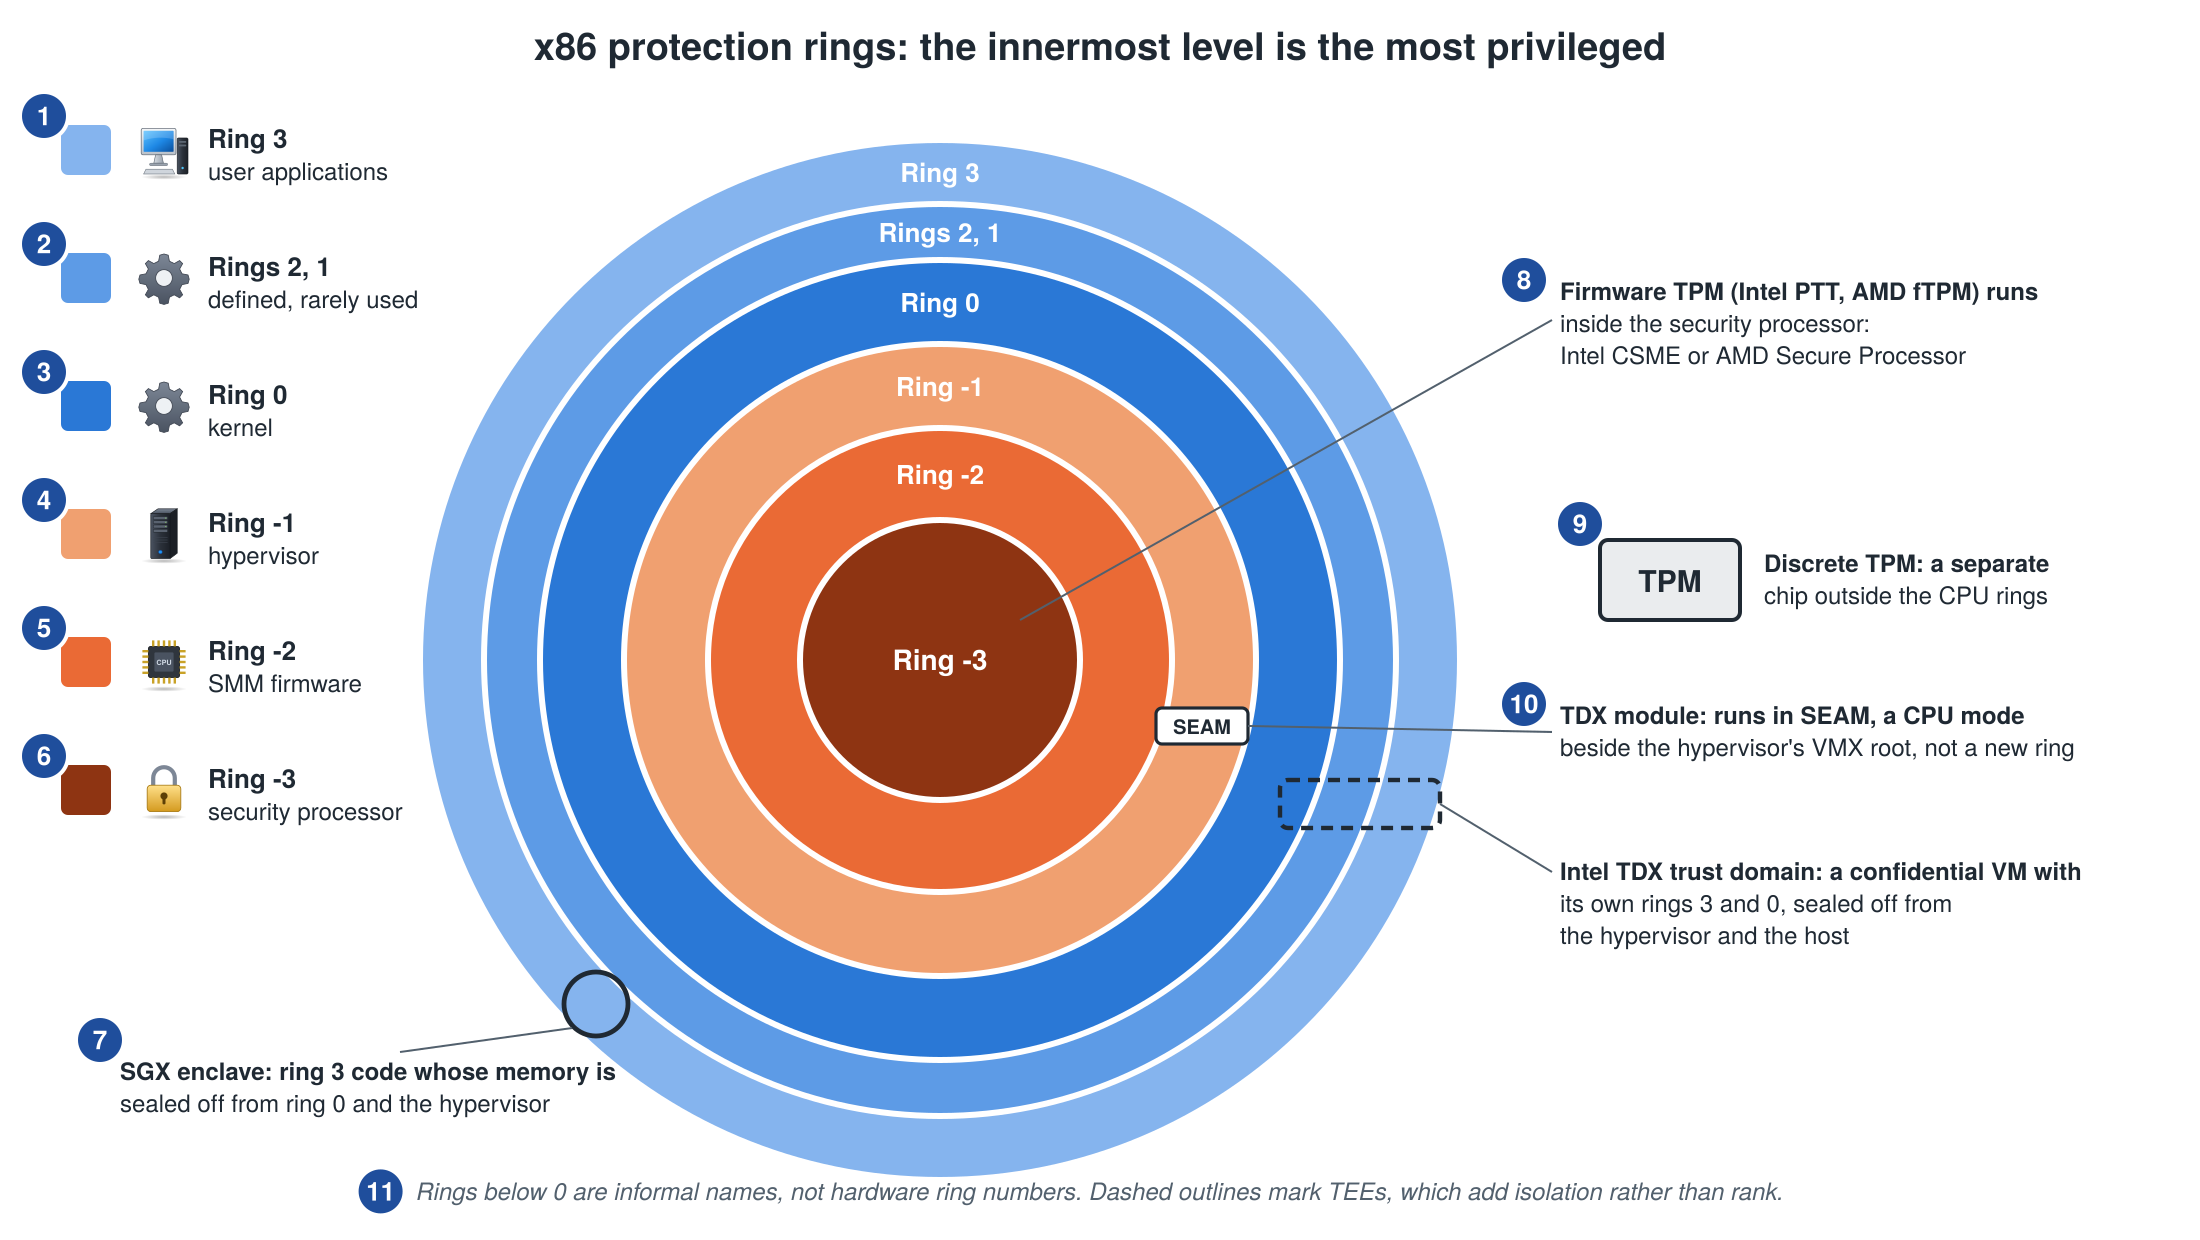 x86 protection rings: the innermost level is the most privileged
1
Ring 3
user applications
2
Rings 2, 1
defined, rarely used
3
Ring 0
kernel
4
Ring -1
hypervisor
5
CPU
Ring -2
SMM firmware
6
Ring -3
security processor
Ring 3
Rings 2, 1
Ring 0
Ring -1
Ring -2
Ring -3
SEAM
7
SGX enclave: ring 3 code whose memory is
sealed off from ring 0 and the hypervisor
8
Firmware TPM (Intel PTT, AMD fTPM) runs
inside the security processor:
Intel CSME or AMD Secure Processor
9
TPM
Discrete TPM: a separate
chip outside the CPU rings
10
TDX module: runs in SEAM, a CPU mode
beside the hypervisor's VMX root, not a new ring
Intel TDX trust domain: a confidential VM with
its own rings 3 and 0, sealed off from
the hypervisor and the host
11
Rings below 0 are informal names, not hardware ring numbers. Dashed outlines mark TEEs, which add isolation rather than rank.